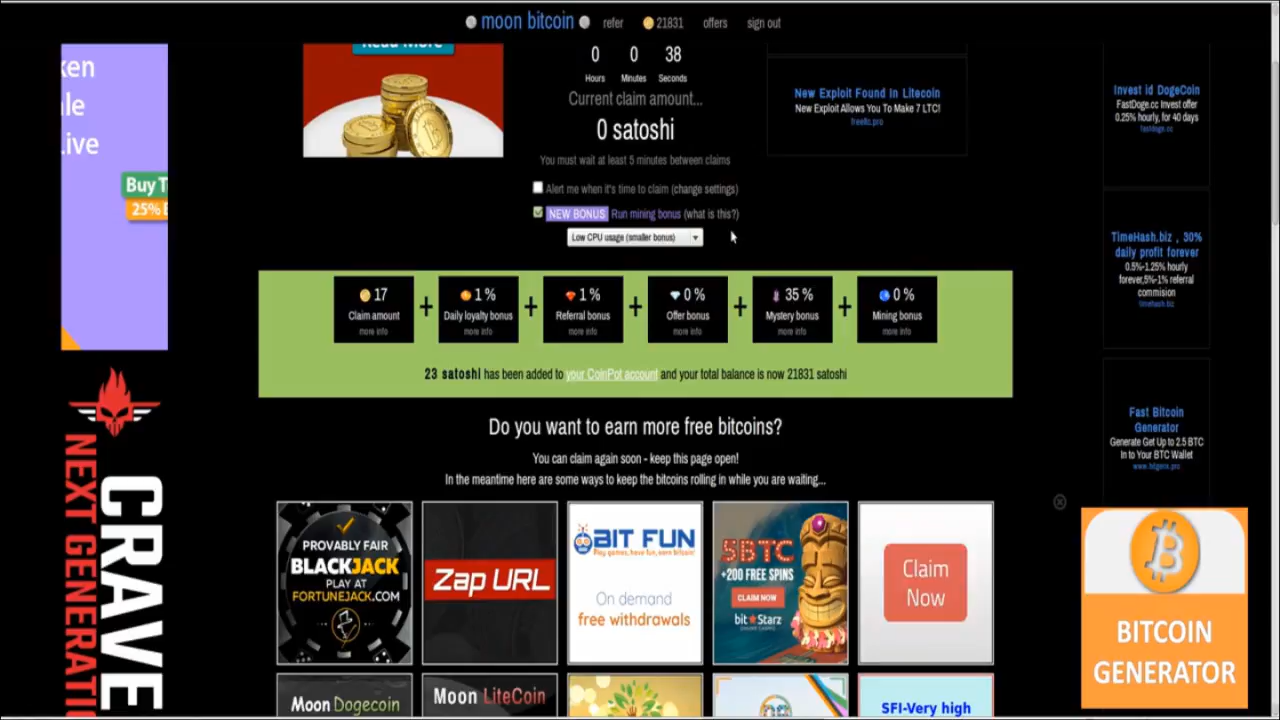 moon bitcoin
refer
21831
offers
sign out
ken
le
Live
Buy T
25%
Read More
0
0
38
Hours
Minutes
Seconds
Current claim amount...
0 satoshi
You must wait at least 5 minutes between claims
Alert me when it's time to claim (change settings)
NEW BONUS Run mining bonus (what is this?)
Low CPU usage (smaller bonus)
New Exploit Found In Litecoin
New Exploit Allows You To Make 7 LTC!
Invest id DogeCoin
FastDoge.cc Invest offer
0.25% hourly, for 40 days
fastdoge.cc
TimeHash.biz , 30%
daily profit forever
0.5%-1.25% hourly
forever,5%-1% referral
commision
timehash.biz
Fast Bitcoin
Generator
Generate Get Up to 2.5 BTC
In to Your BTC Wallet
17
Claim amount
more info
+
1 %
Daily loyalty bonus
more info
+
1 %
Referral bonus
more info
+
0 %
Offer bonus
more info
+
35 %
Mystery bonus
more info
+
0 %
Mining bonus
more info
23 satoshi has been added to your CoinPot account and your total balance is now 21831 satoshi
Do you want to earn more free bitcoins?
You can claim again soon - keep this page open!
In the meantime here are some ways to keep the bitcoins rolling in while you are waiting...
CRAVE
NEXT GENERATI
PROVABLY FAIR
BLACKJACK
PLAY AT
FORTUNEJACK.COM
Zap URL
BIT FUN
Play games, have fun, earn bitcoin!
On demand
free withdrawals
5BTC
+200 FREE SPINS
CLAIM NOW
bit★Starz
ONLINE CASINO
Claim
Now
BITCOIN
GENERATOR
Moon Dogecoin
Moon LiteCoin
SFI-Very high